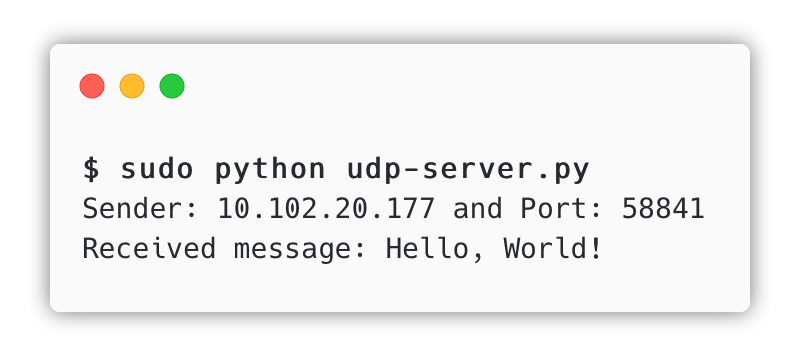 $ sudo python udp-server.py
Sender: 10.102.20.177 and Port: 58841
Received message: Hello, World!